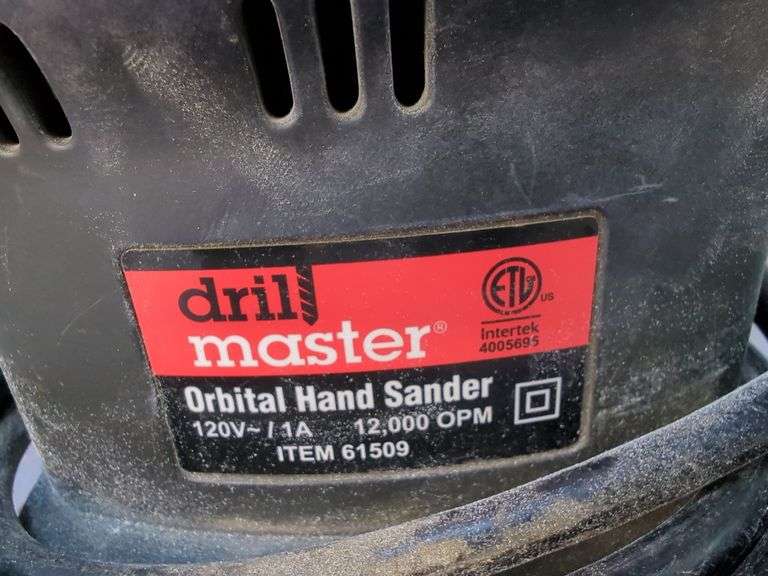 drill
master®
ETL US
Intertek
4005695
Orbital Hand Sander
120V~ / 1A 12,000 OPM
ITEM 61509